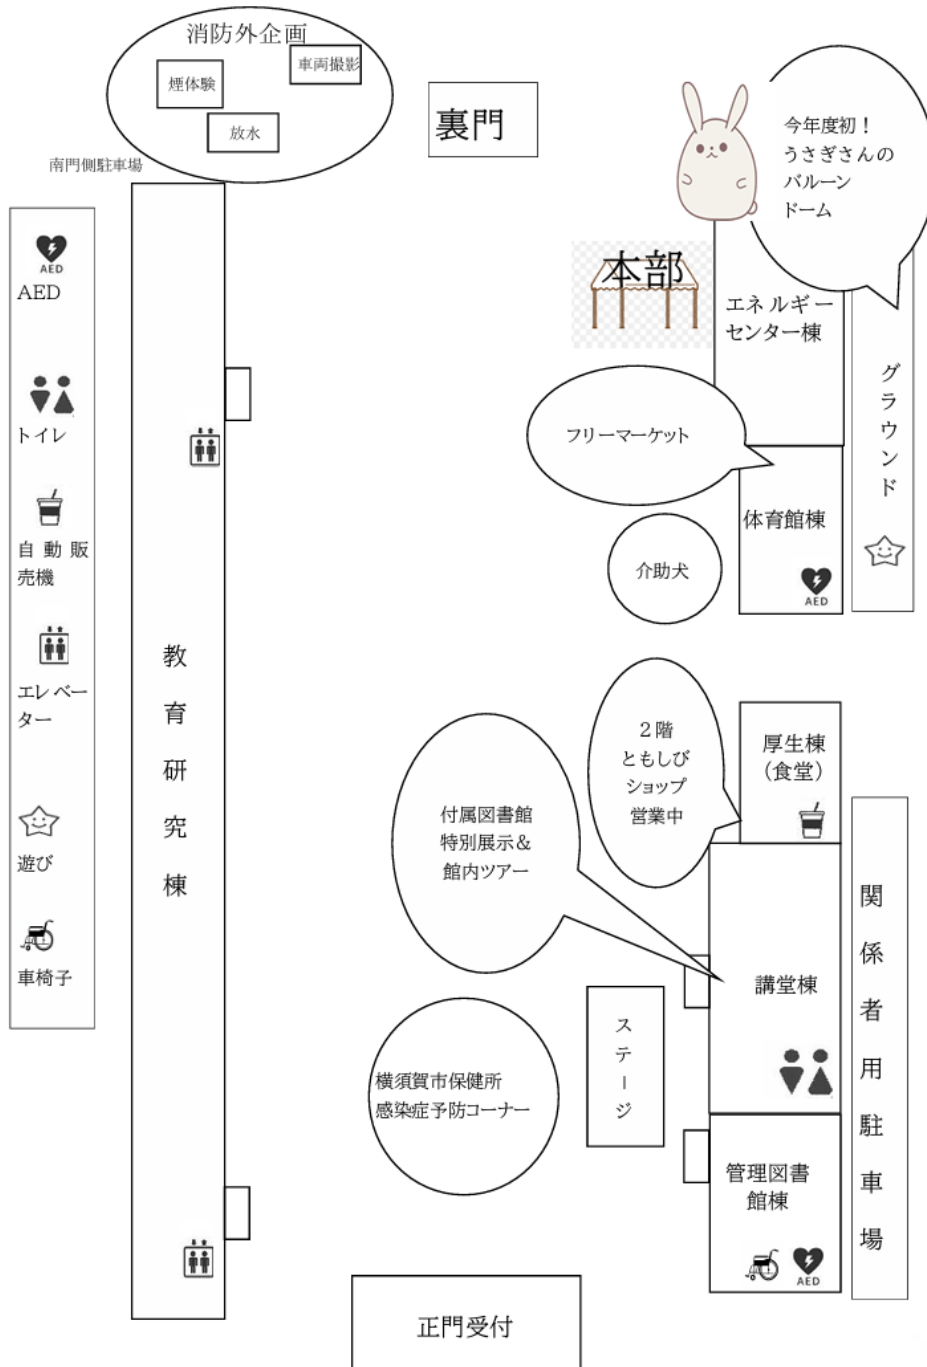 消防外企画
車両撮影
煙体験
放水
南門側駐車場
裏門
今年度初！
うさぎさんの
バルーン
ドーム
本部
エネルギー
センター棟
グラウンド
フリーマーケット
体育館棟
AED
介助犬
AED
AED
トイレ
自動販
売機
エレベー
ター
遊び
車椅子
教育研究棟
２階
ともしび
ショップ
営業中
厚生棟
（食堂）
付属図書館
特別展示＆
館内ツアー
講堂棟
関係者用駐車場
ステージ
横須賀市保健所
感染症予防コーナー
管理図書
館棟
AED
正門受付